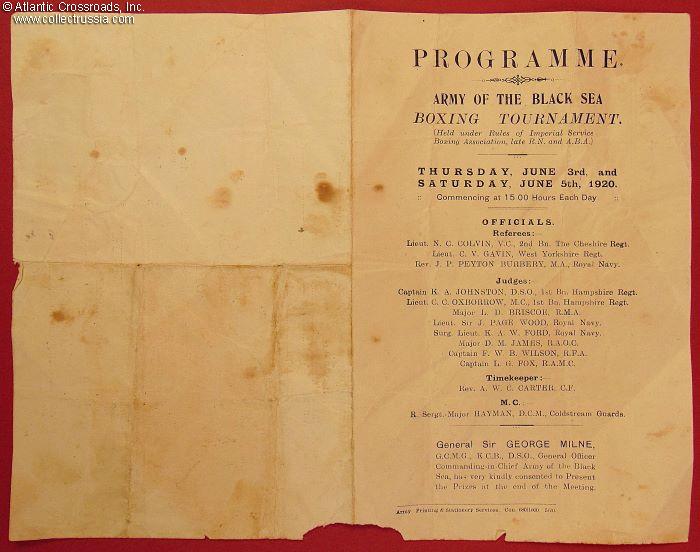 © Atlantic Crossroads, Inc.
www.collectrussia.com
PROGRAMME.
ARMY OF THE BLACK SEA
BOXING TOURNAMENT.
(Held under Rules of Imperial Service
Boxing Association, late R.N. and A.B.A.)
THURSDAY, JUNE 3rd, and
SATURDAY, JUNE 5th, 1920.
:: Commencing at 15 00 Hours Each Day ::
OFFICIALS.
Referees:—
Lieut. N. C. COLVIN, V.C., 2nd Bn. The Cheshire Regt.
Lieut. C. V. GAVIN, West Yorkshire Regt.
Rev. J. P. PEYTON BURBERY, M.A., Royal Navy.
Judges:
Captain K. A. JOHNSTON, D.S.O., 1st Bn. Hampshire Regt.
Lieut. C. C. OXBORROW, M.C., 1st Bn. Hampshire Regt.
Major L. D. BRISCOE, R.M.A.
Lieut. Sir J. PAGE WOOD, Royal Navy.
Surg. Lieut. K. A. W. FORD, Royal Navy.
Major D. M. JAMES, R.A.O.C.
Captain F. W. B. WILSON, R.F.A.
Captain L. G. FOX, R.A.M.C.
Timekeeper:—
Rev. A. W. C. CARTER, C.F.
M.C.:—
R. Sergt.-Major HAYMAN, D.C.M., Coldstream Guards.
General Sir GEORGE MILNE,
G.C.M.G., K.C.B., D.S.O., General Officer
Commanding-in-Chief Army of the Black
Sea, has very kindly consented to Present
the Prizes at the end of the Meeting.
Army Printing & Stationery Services.